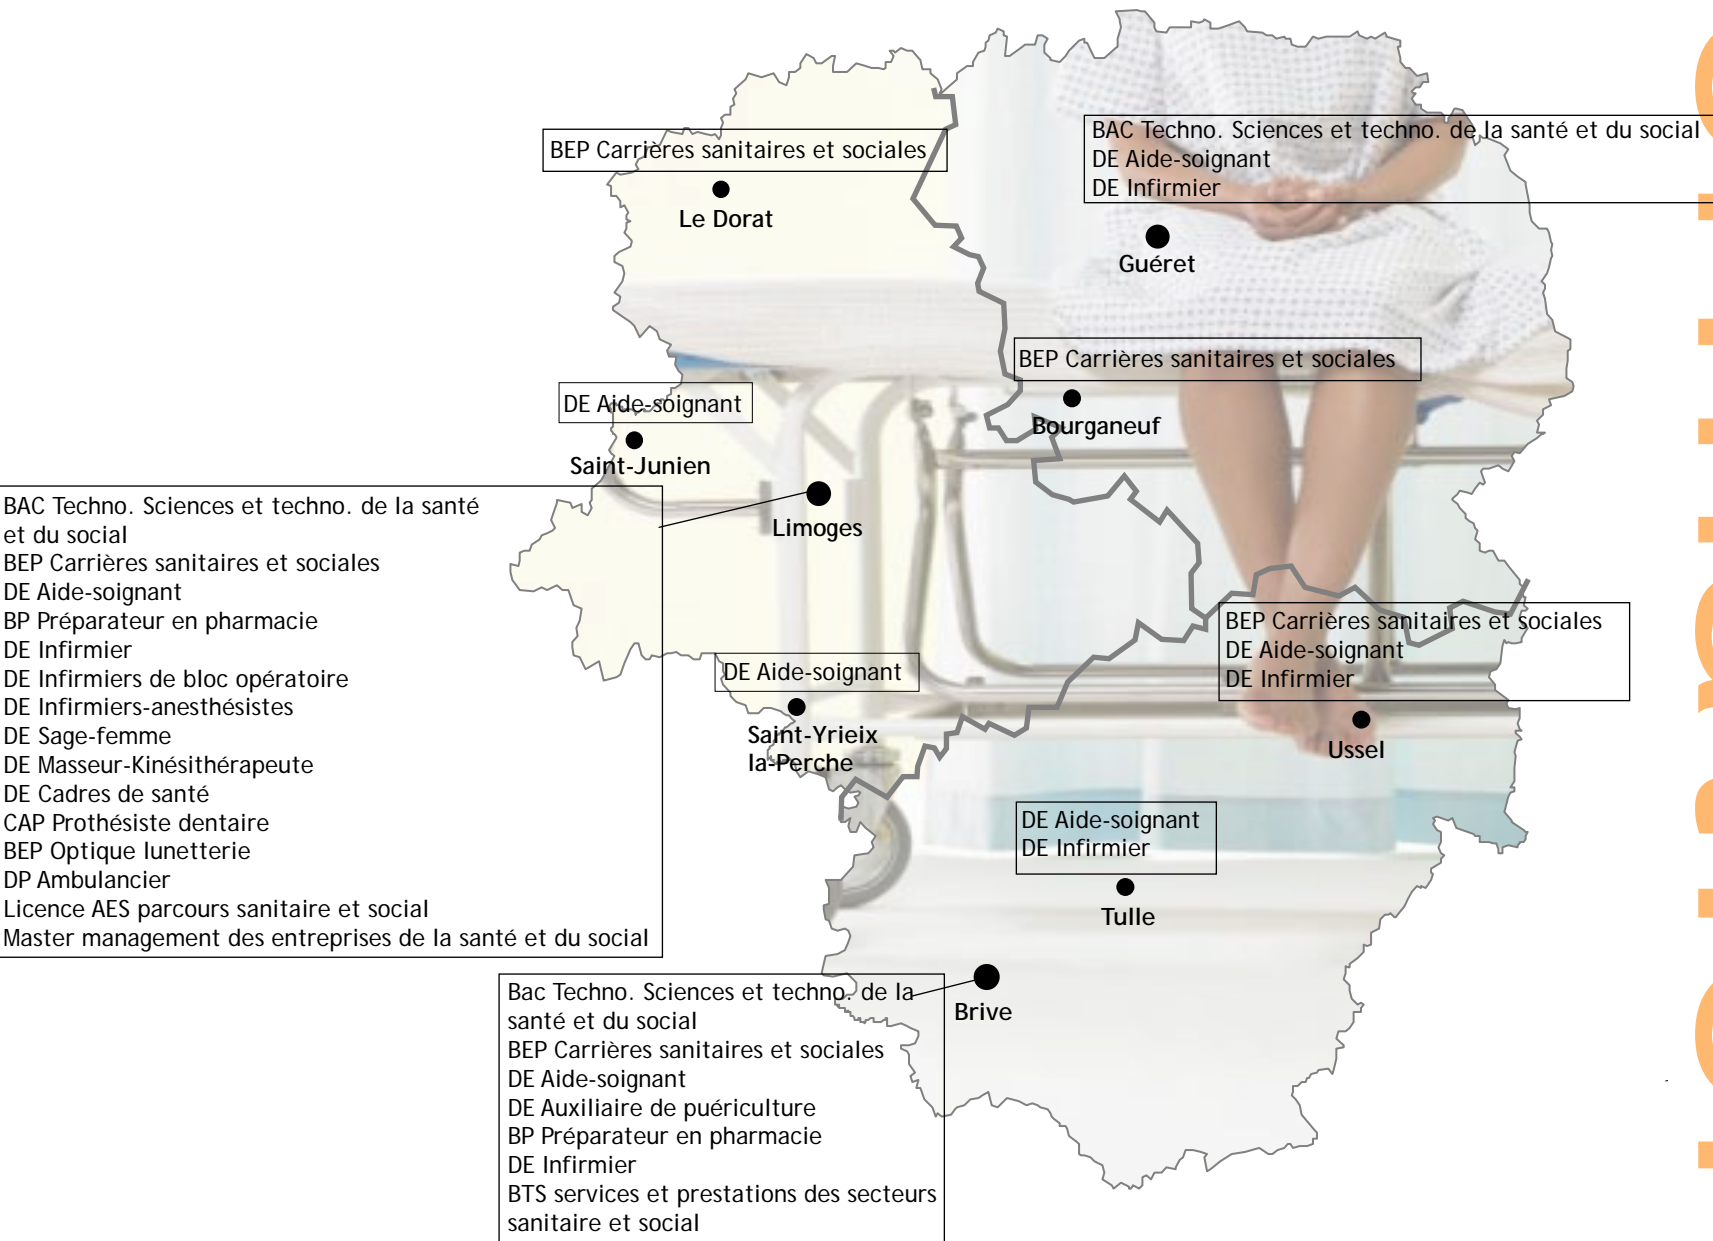 BEP Carrières sanitaires et sociales
Le Dorat
BAC Techno. Sciences et techno. de la santé et du social
DE Aide-soignant
DE Infirmier
Guéret
BEP Carrières sanitaires et sociales
Bourganeuf
DE Aide-soignant
Saint-Junien
BAC Techno. Sciences et techno. de la santé
et du social
BEP Carrières sanitaires et sociales
DE Aide-soignant
BP Préparateur en pharmacie
DE Infirmier
DE Infirmiers de bloc opératoire
DE Infirmiers-anesthésistes
DE Sage-femme
DE Masseur-Kinésithérapeute
DE Cadres de santé
CAP Prothésiste dentaire
BEP Optique lunetterie
DP Ambulancier
Licence AES parcours sanitaire et social
Master management des entreprises de la santé et du social
Limoges
BEP Carrières sanitaires et sociales
DE Aide-soignant
DE Infirmier
Ussel
DE Aide-soignant
Saint-Yrieix
la-Perche
DE Aide-soignant
DE Infirmier
Tulle
Bac Techno. Sciences et techno. de la
santé et du social
BEP Carrières sanitaires et sociales
DE Aide-soignant
DE Auxiliaire de puériculture
BP Préparateur en pharmacie
DE Infirmier
BTS services et prestations des secteurs
sanitaire et social
Brive